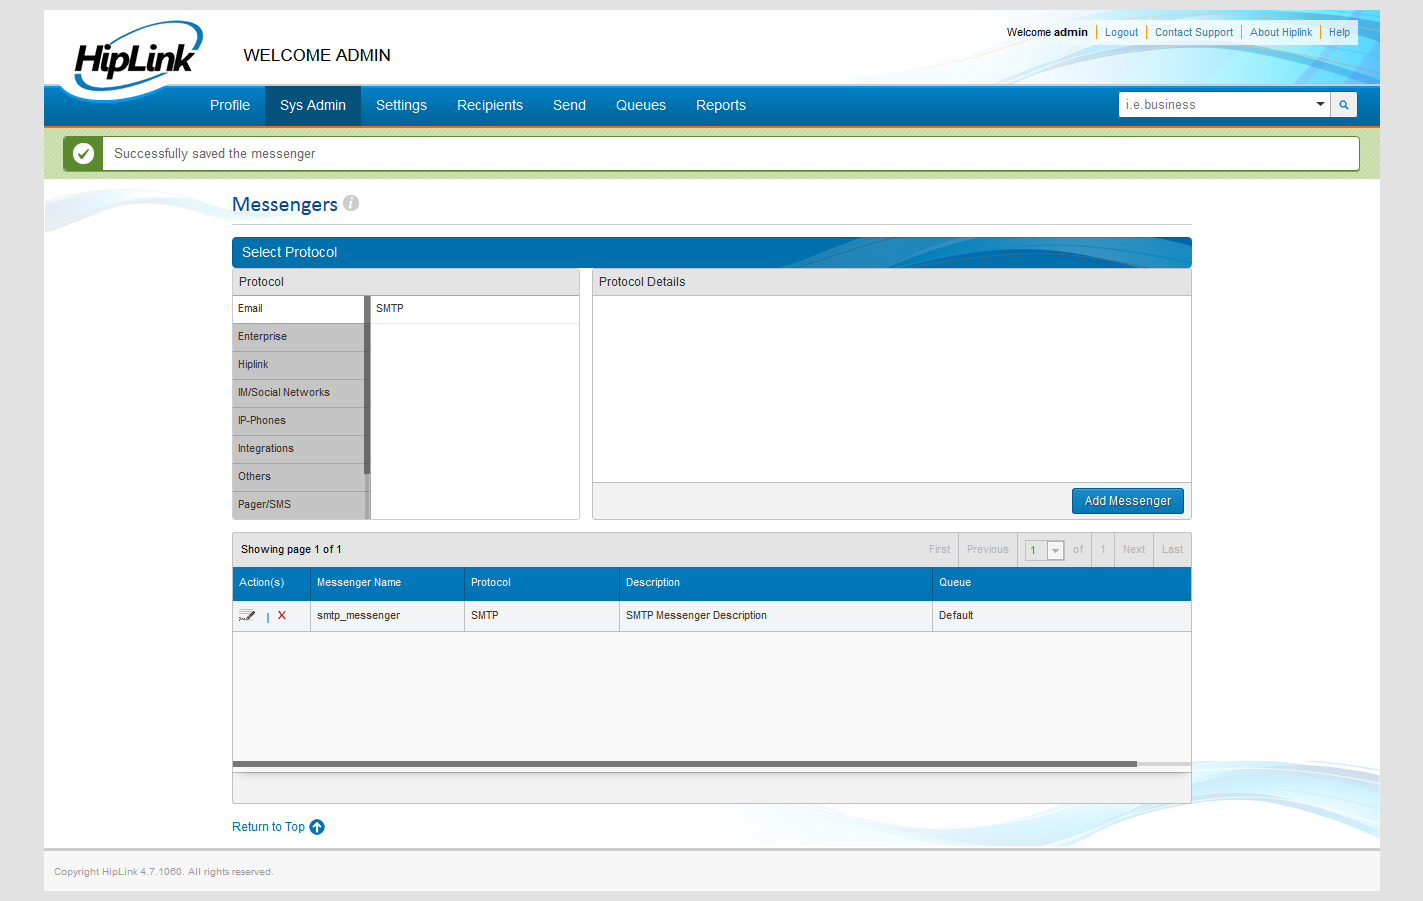 HipLink
WELCOME ADMIN
Welcome admin Logout Contact Support About Hiplink Help
Profile Sys Admin Settings Recipients Send Queues Reports i.e.business
Successfully saved the messenger
Messengers i
Select Protocol
Protocol Protocol Details
Email SMTP
Enterprise
Hiplink
IM/Social Networks
IP-Phones
Integrations
Others
Pager/SMS
Add Messenger
Showing page 1 of 1 First Previous 1 of 1 Next Last
Action(s) Messenger Name Protocol Description Queue
| X smtp_messenger SMTP SMTP Messenger Description Default
Return to Top
Copyright HipLink 4.7.1060. All rights reserved.